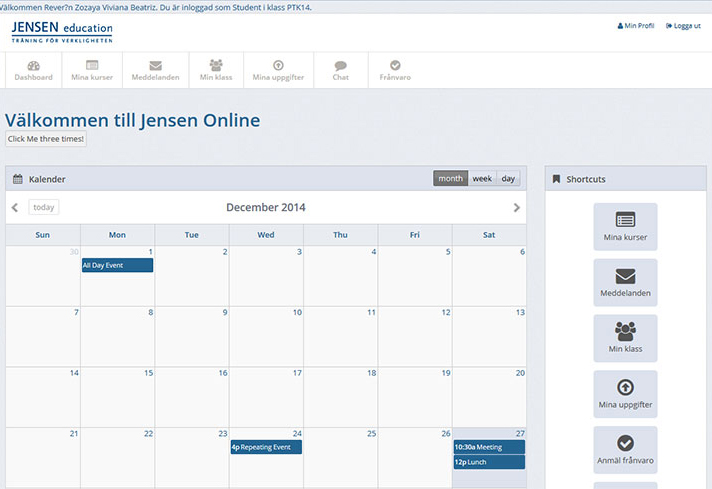 Välkommen Rever?n Zozaya Viviana Beatriz. Du är inloggad som Student i klass PTK14.
JENSEN education
TRÄNING FÖR VERKLIGHETEN
Min Profil
Logga ut
Dashboard
Mina kurser
Meddelanden
Min klass
Mina uppgifter
Chat
Frånvaro
Välkommen till Jensen Online
Click Me three times!
Kalender
month week day
today
December 2014
Sun Mon Tue Wed Thu Fri Sat
30 1 2 3 4 5 6
All Day Event
7 8 9 10 11 12 13
14 15 16 17 18 19 20
21 22 23 24 25 26 27
4p Repeating Event
10:30a Meeting
12p Lunch
Shortcuts
Mina kurser
Meddelanden
Min klass
Mina uppgifter
Anmäl frånvaro